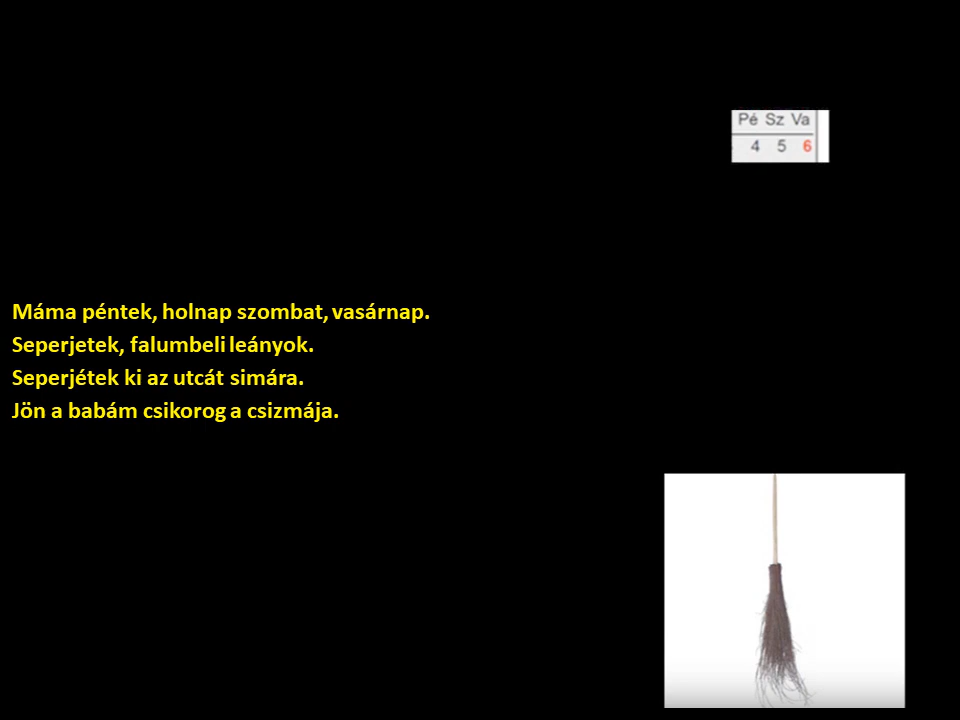 Pé Sz Va
4 5 6
Máma péntek, holnap szombat, vasárnap.
Seperjetek, falumbeli leányok.
Seperjétek ki az utcát simára.
Jön a babám csikorog a csizmája.